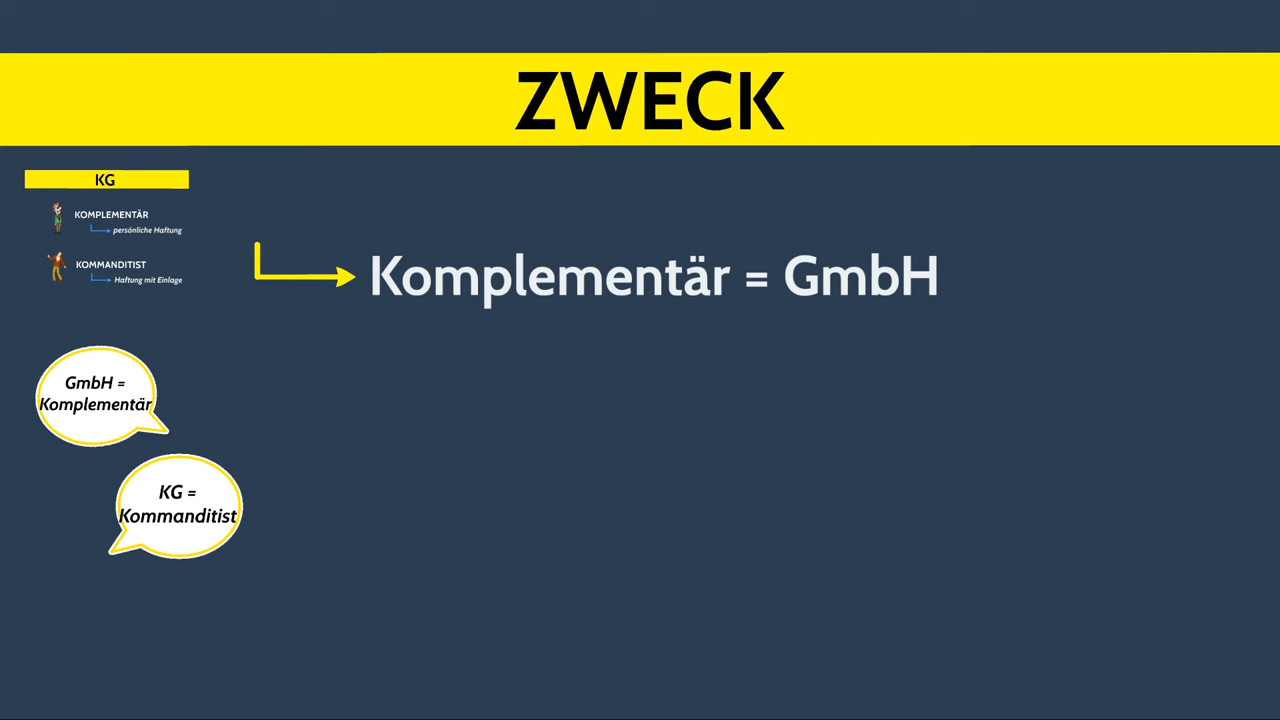 ZWECK
KG
KOMPLEMENTÄR
persönliche Haftung
KOMMANDITIST
Haftung mit Einlage
Komplementär = GmbH
GmbH =
Komplementär
KG =
Kommanditist